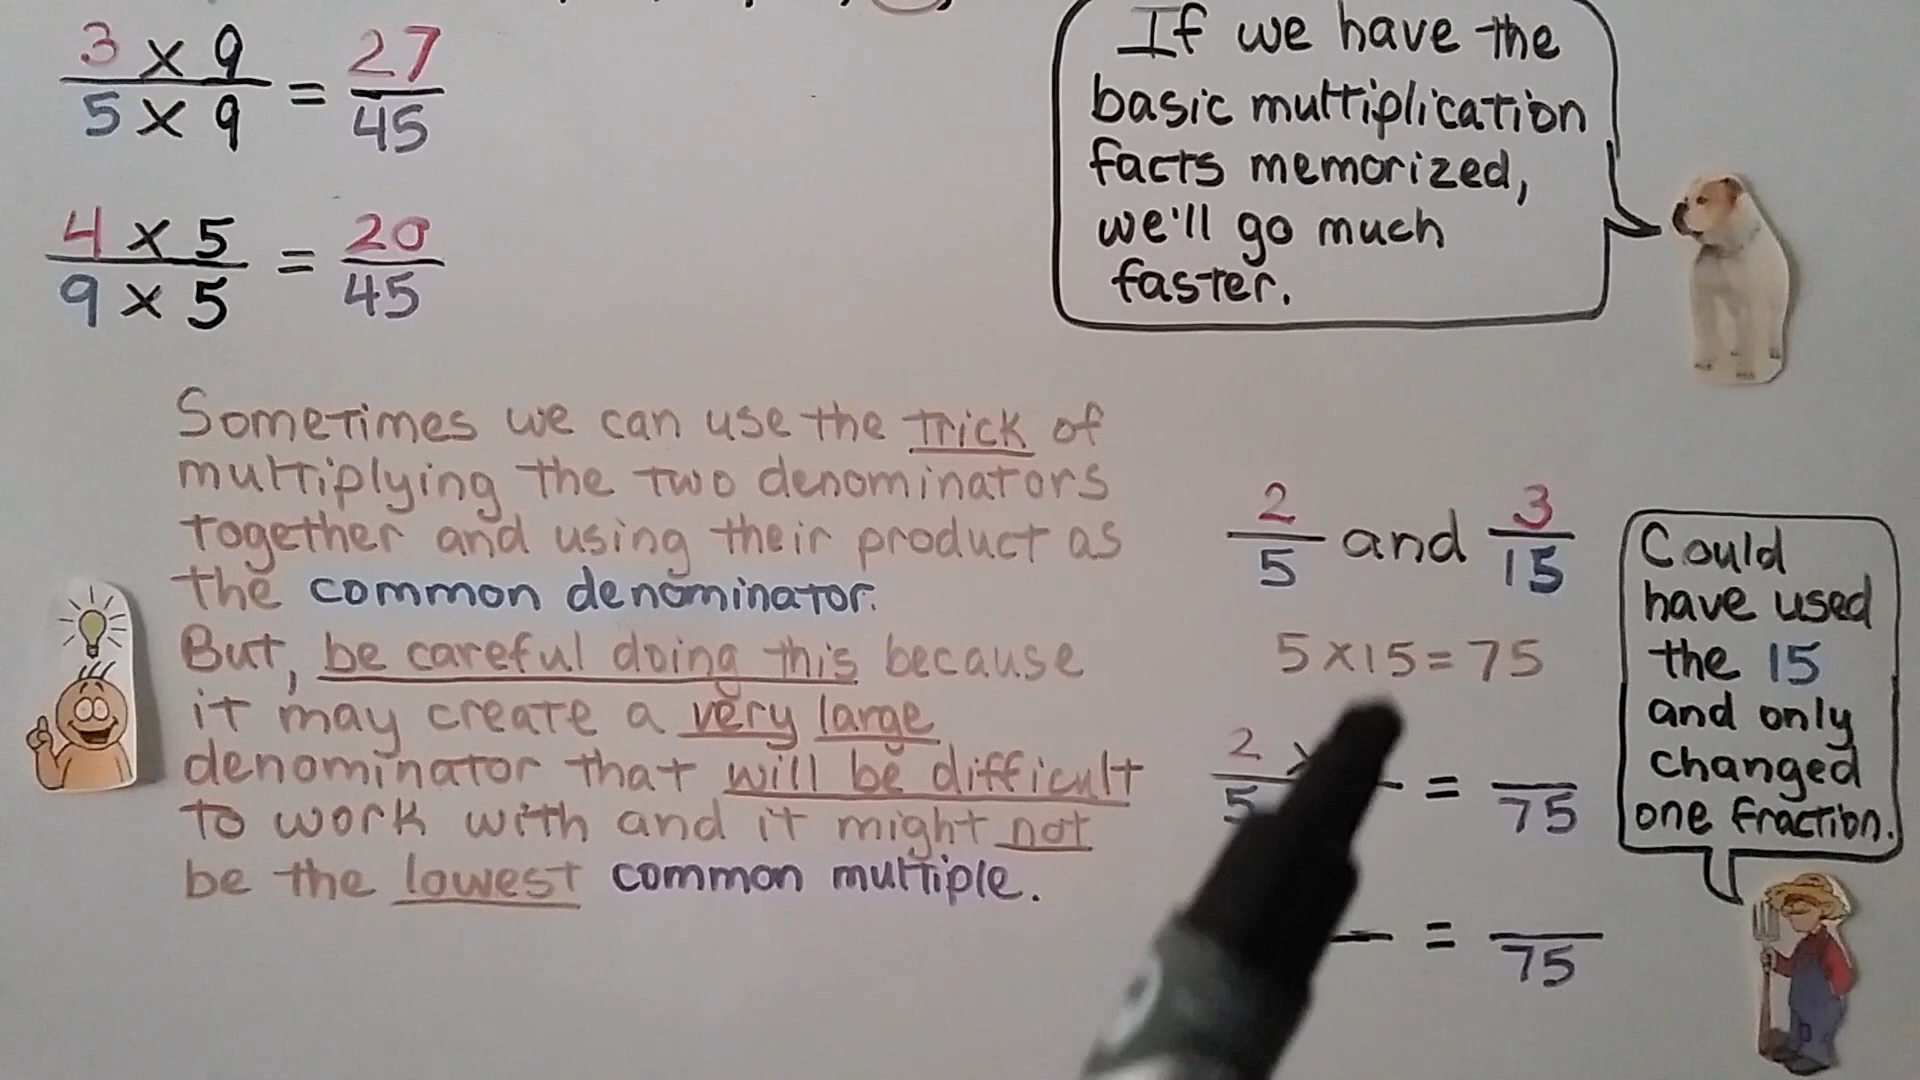 3 x 9 = 27
5 x 9 45
4 x 5 = 20
9 x 5 45
If we have the
basic multiplication
facts memorized,
we'll go much
faster.
Sometimes we can use the trick of
multiplying the two denominators
together and using their product as
the common denominator.
But, be careful doing this because
it may create a very large
denominator that will be difficult
to work with and it might not
be the lowest common multiple.
2/5 and 3/15
5 x 15 = 75
2 x
5 = 75
= 75
Could
have used
the 15
and only
changed
one fraction.